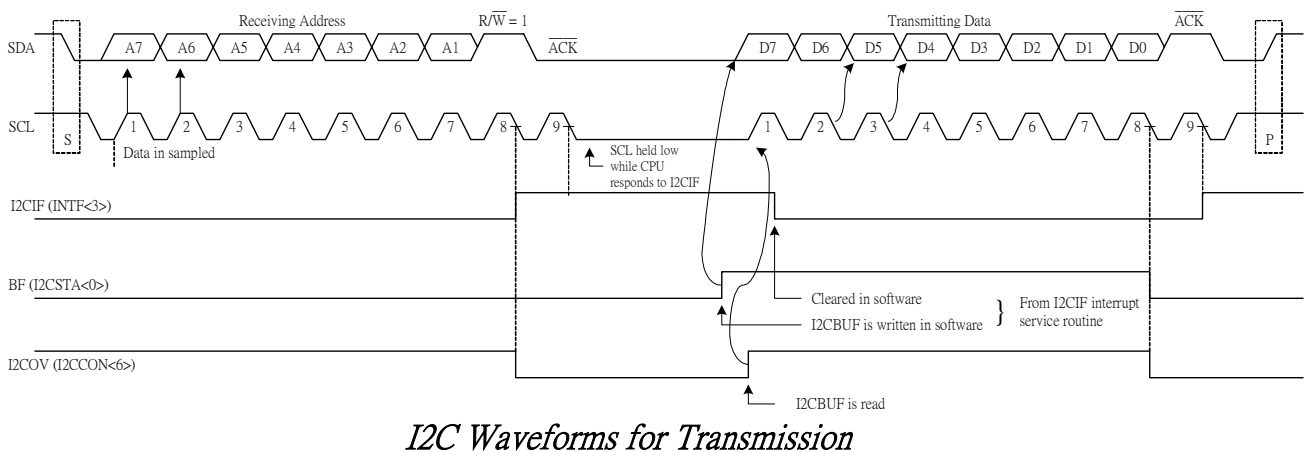 Receiving Address
R/W = 1
Transmitting Data
ACK
SDA
A7 A6 A5 A4 A3 A2 A1
ACK
D7 D6 D5 D4 D3 D2 D1 D0
SCL
S
1 2 3 4 5 6 7 8 9
1 2 3 4 5 6 7 8 9
P
Data in sampled
SCL held low
while CPU
responds to I2CIF
I2CIF (INTF<3>)
BF (I2CSTA<0>)
Cleared in software
I2CBUF is written in software
} From I2CIF interrupt
service routine
I2COV (I2CCON<6>)
I2CBUF is read
I2C Waveforms for Transmission